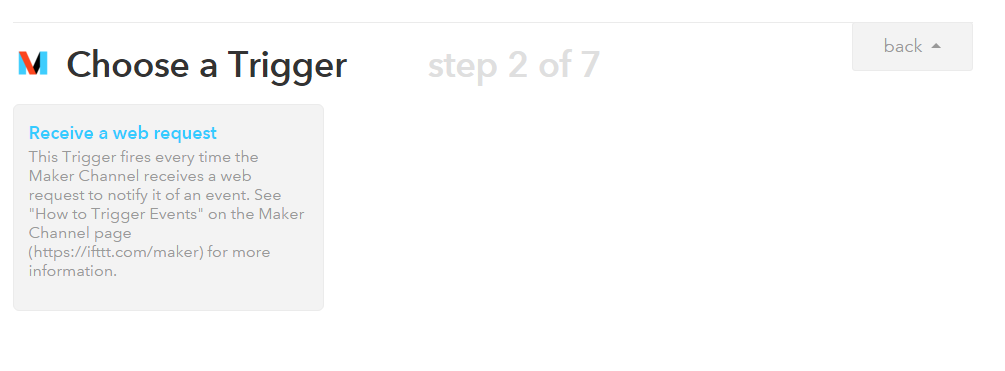 back
Choose a Trigger step 2 of 7
Receive a web request
This Trigger fires every time the
Maker Channel receives a web
request to notify it of an event. See
"How to Trigger Events" on the Maker
Channel page
(https://ifttt.com/maker) for more
information.